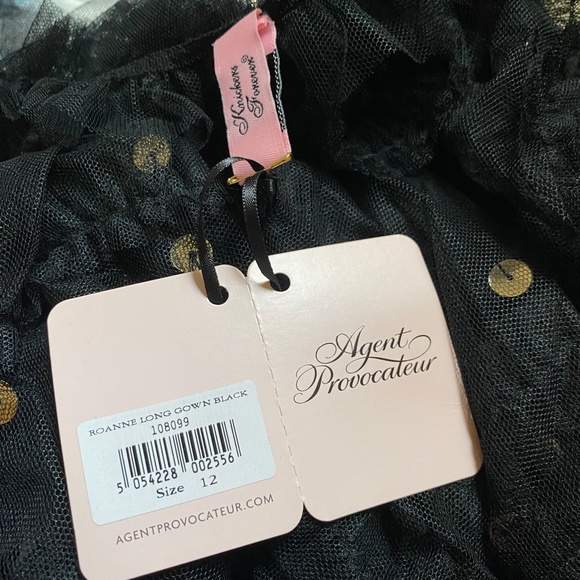 Knickers
Forever®
Agent
Provocateur
ROANNE LONG GOWN BLACK
108099
5 054228 002556
Size 12
AGENTPROVOCATEUR.COM